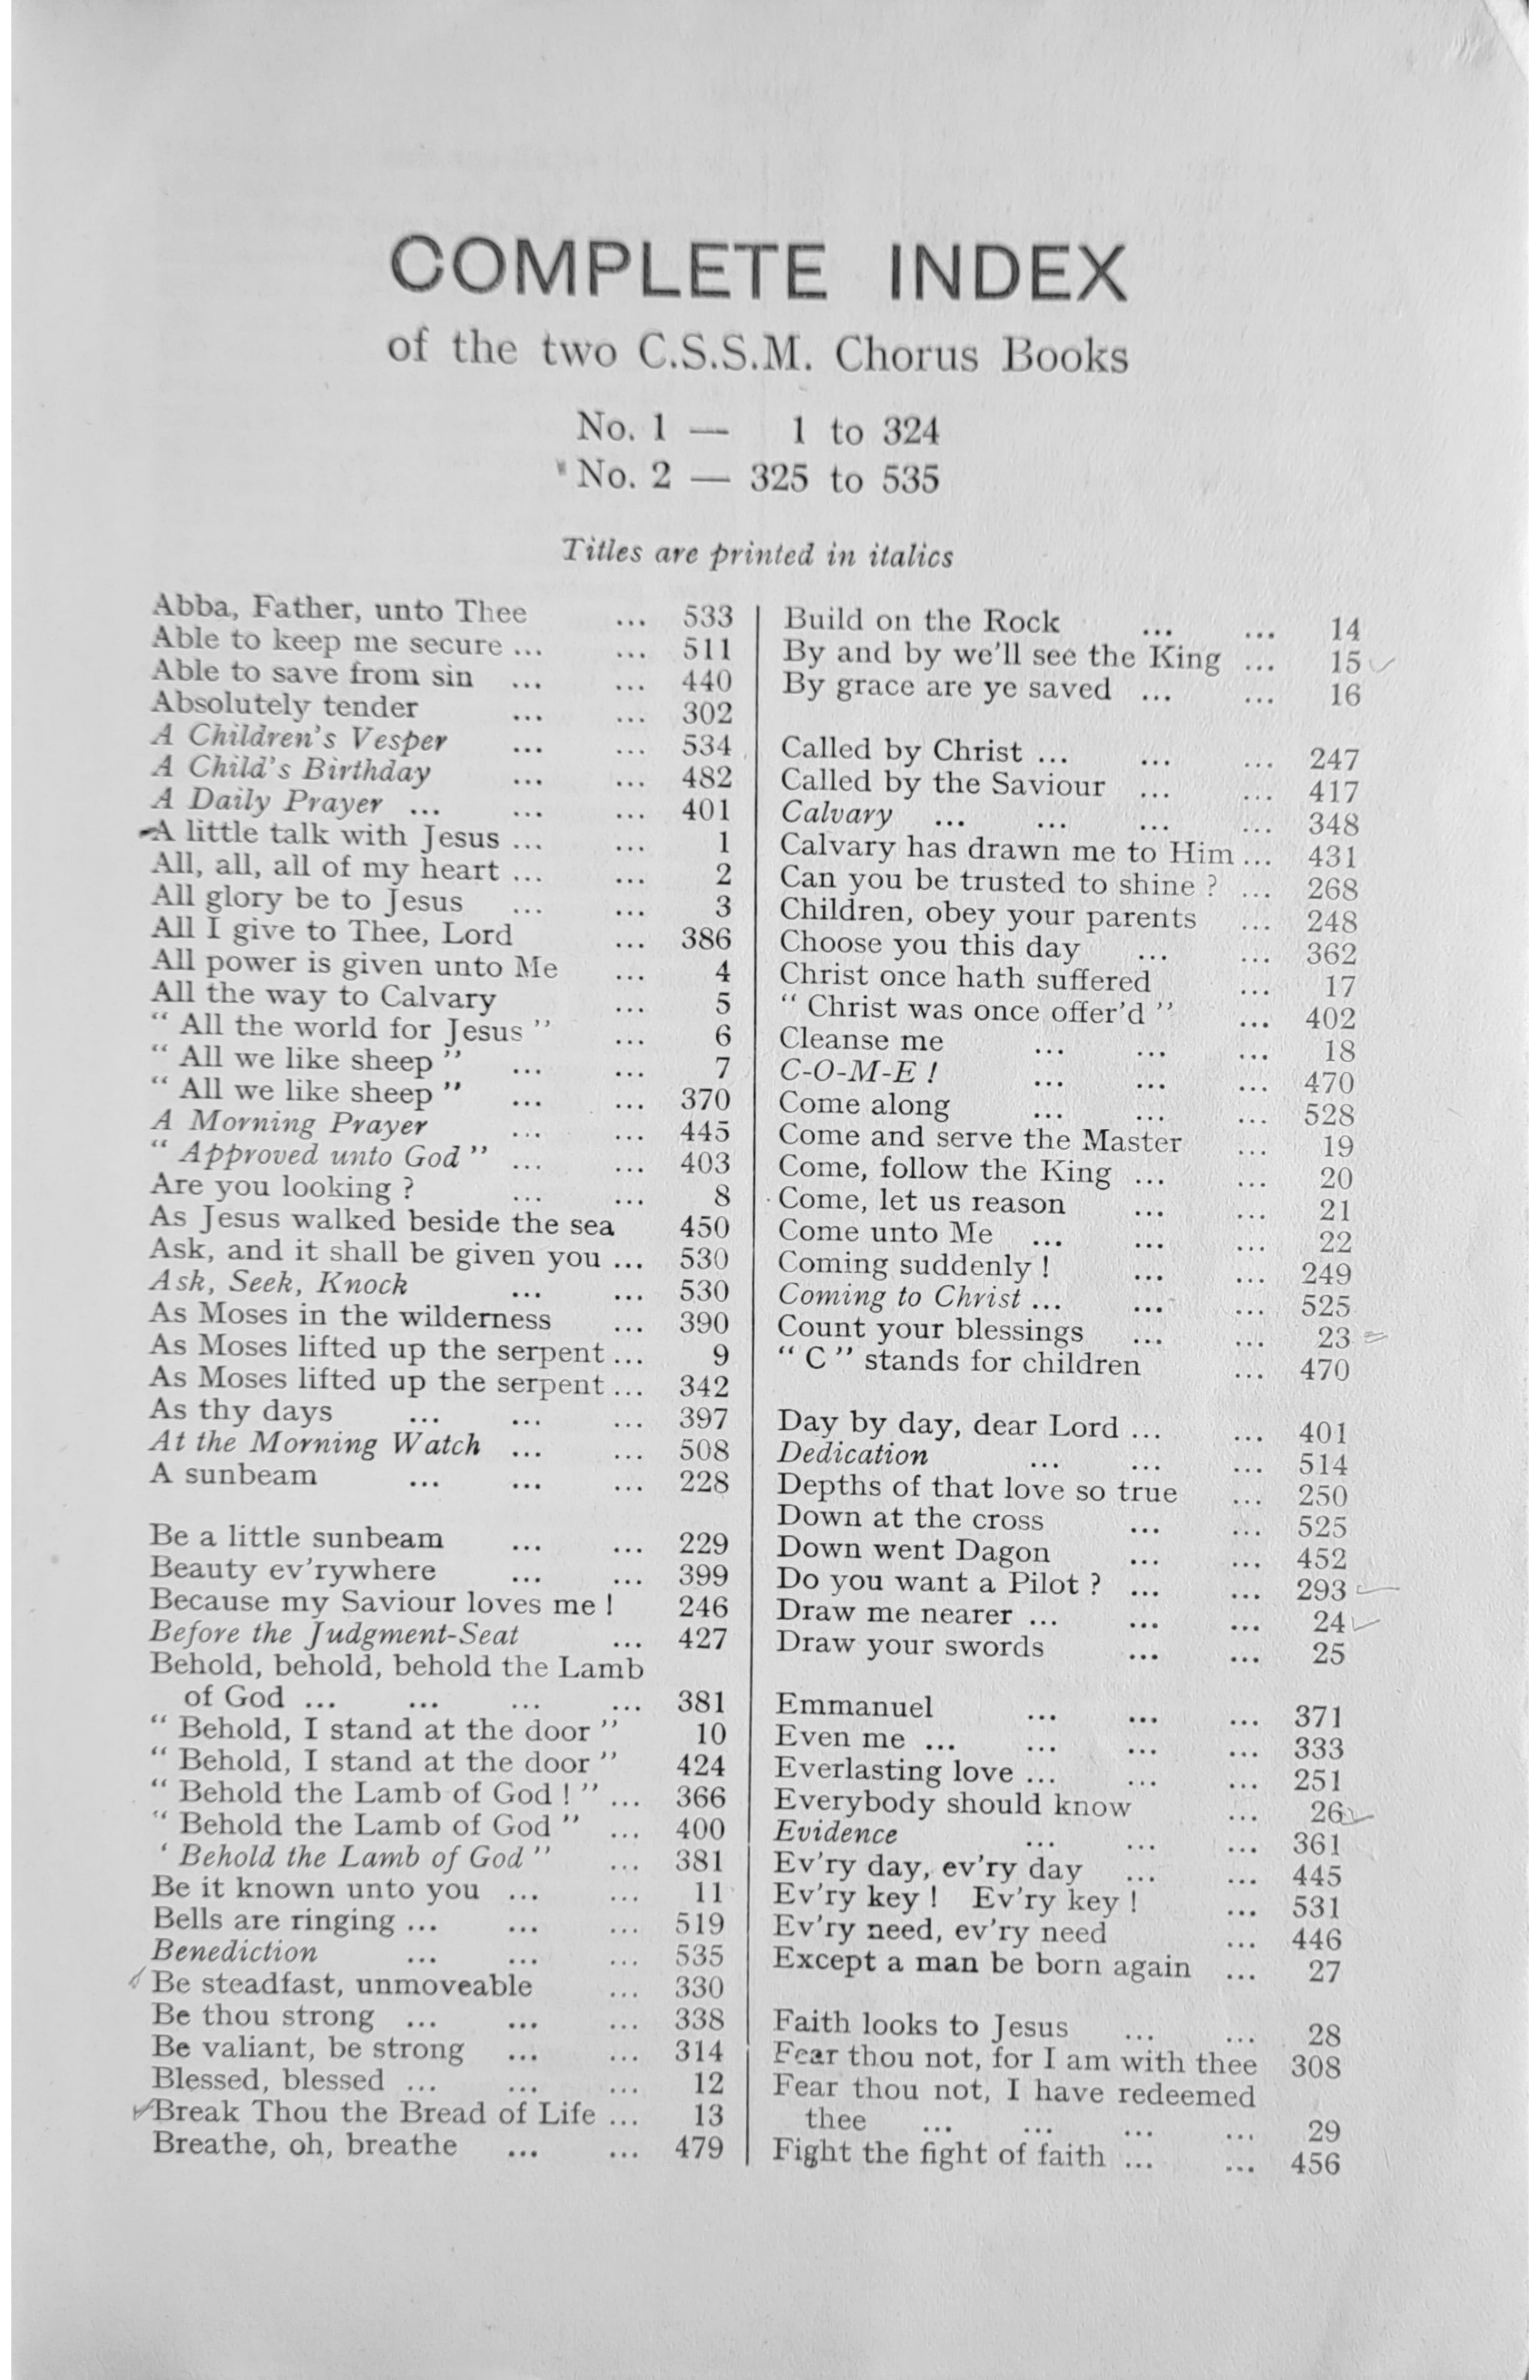 COMPLETE INDEX
of the two C.S.S.M. Chorus Books
No. 1 — 1 to 324
No. 2 — 325 to 535
Titles are printed in italics
Abba, Father, unto Thee ... 533
Able to keep me secure ... ... 511
Able to save from sin ... ... 440
Absolutely tender ... ... 302
A Children's Vesper ... ... 534
A Child's Birthday ... ... 482
A Daily Prayer ... ... ... 401
A little talk with Jesus ... ... 1
All, all, all of my heart ... ... 2
All glory be to Jesus ... ... 3
All I give to Thee, Lord ... 386
All power is given unto Me ... 4
All the way to Calvary ... 5
“ All the world for Jesus ” ... 6
“ All we like sheep ” ... ... 7
“ All we like sheep ” ... ... 370
A Morning Prayer ... ... 445
“ Approved unto God ” ... ... 403
Are you looking ? ... ... 8
As Jesus walked beside the sea 450
Ask, and it shall be given you ... 530
Ask, Seek, Knock ... ... 530
As Moses in the wilderness ... 390
As Moses lifted up the serpent ... 9
As Moses lifted up the serpent ... 342
As thy days ... ... ... 397
At the Morning Watch ... ... 508
A sunbeam ... ... ... 228
Be a little sunbeam ... ... 229
Beauty ev'rywhere ... ... 399
Because my Saviour loves me ! 246
Before the Judgment-Seat ... 427
Behold, behold, behold the Lamb
of God ... ... ... ... 381
“ Behold, I stand at the door ” 10
“ Behold, I stand at the door ” 424
“ Behold the Lamb of God ! ” ... 366
“ Behold the Lamb of God ” ... 400
‘ Behold the Lamb of God ” ... 381
Be it known unto you ... ... 11
Bells are ringing ... ... ... 519
Benediction ... ... ... 535
Be steadfast, unmoveable ... 330
Be thou strong ... ... ... 338
Be valiant, be strong ... ... 314
Blessed, blessed ... ... ... 12
Break Thou the Bread of Life ... 13
Breathe, oh, breathe ... ... 479
Build on the Rock ... ... 14
By and by we'll see the King ... 15
By grace are ye saved ... ... 16
Called by Christ ... ... ... 247
Called by the Saviour ... ... 417
Calvary ... ... ... ... 348
Calvary has drawn me to Him ... 431
Can you be trusted to shine ? ... 268
Children, obey your parents ... 248
Choose you this day ... ... 362
Christ once hath suffered ... 17
“ Christ was once offer'd ” ... 402
Cleanse me ... ... ... 18
C-O-M-E ! ... ... ... 470
Come along ... ... ... 528
Come and serve the Master ... 19
Come, follow the King ... ... 20
Come, let us reason ... ... 21
Come unto Me ... ... ... 22
Coming suddenly ! ... ... 249
Coming to Christ ... ... ... 525
Count your blessings ... ... 23
“ C ” stands for children ... 470
Day by day, dear Lord ... ... 401
Dedication ... ... ... 514
Depths of that love so true ... 250
Down at the cross ... ... 525
Down went Dagon ... ... 452
Do you want a Pilot ? ... ... 293
Draw me nearer ... ... ... 24
Draw your swords ... ... 25
Emmanuel ... ... ... 371
Even me ... ... ... ... 333
Everlasting love ... ... ... 251
Everybody should know ... 26
Evidence ... ... ... 361
Ev'ry day, ev'ry day ... ... 445
Ev'ry key ! Ev'ry key ! ... 531
Ev'ry need, ev'ry need ... 446
Except a man be born again ... 27
Faith looks to Jesus ... ... 28
Fear thou not, for I am with thee 308
Fear thou not, I have redeemed
thee ... ... ... ... 29
Fight the fight of faith ... ... 456